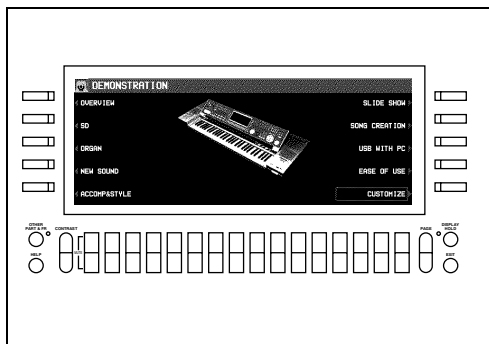 DEMONSTRATION
OVERVIEW
SLIDE SHOW
SD
SONG CREATION
ORGAN
USB WITH PC
NEW SOUND
EASE OF USE
ACCOMP&STYLE
CUSTOMIZE
OTHER
PART & FR
CONTRAST
PAGE
DISPLAY
HOLD
MUTE
HELP
EXIT